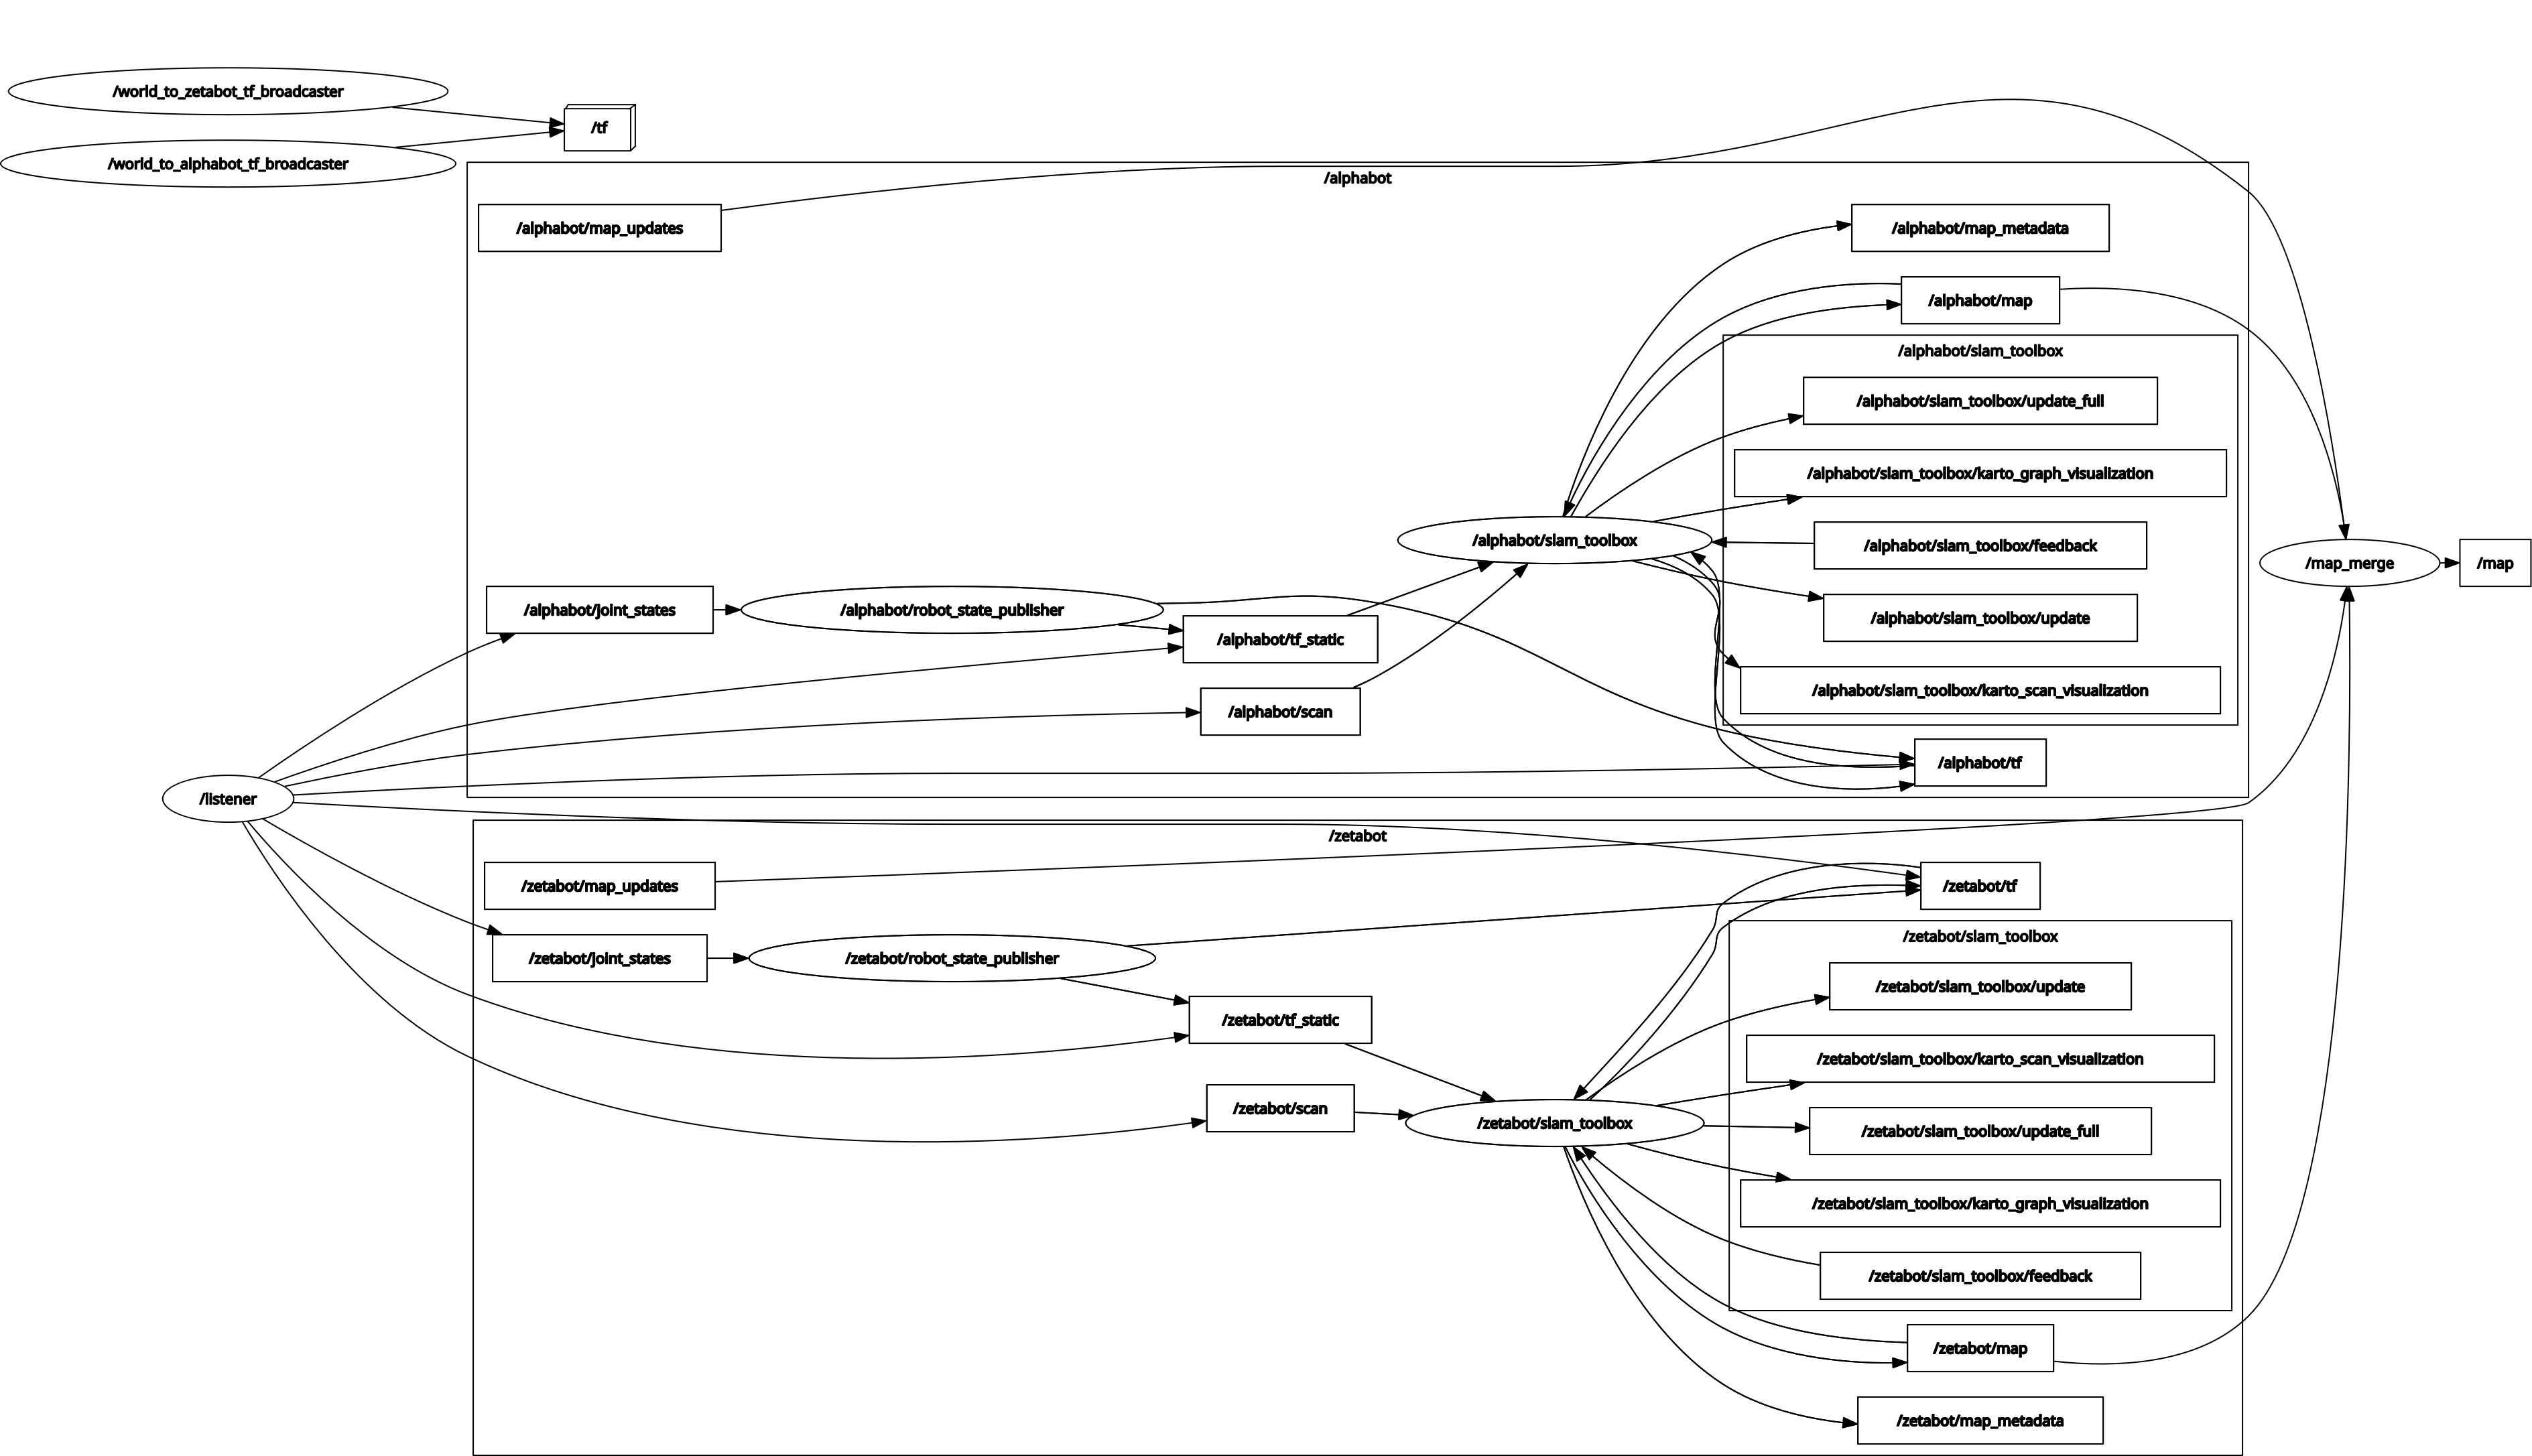 /world_to_zetabot_tf_broadcaster
/tf
/world_to_alphabot_tf_broadcaster
/alphabot
/alphabot/map_updates
/alphabot/map_metadata
/alphabot/map
/alphabot/slam_toolbox
/alphabot/slam_toolbox/update_full
/alphabot/slam_toolbox/karto_graph_visualization
/alphabot/slam_toolbox
/alphabot/slam_toolbox/feedback
/map_merge
/map
/alphabot/joint_states
/alphabot/robot_state_publisher
/alphabot/slam_toolbox/update
/alphabot/tf_static
/alphabot/slam_toolbox/karto_scan_visualization
/alphabot/scan
/alphabot/tf
/listener
/zetabot
/zetabot/map_updates
/zetabot/tf
/zetabot/slam_toolbox
/zetabot/joint_states
/zetabot/robot_state_publisher
/zetabot/slam_toolbox/update
/zetabot/tf_static
/zetabot/slam_toolbox/karto_scan_visualization
/zetabot/scan
/zetabot/slam_toolbox
/zetabot/slam_toolbox/update_full
/zetabot/slam_toolbox/karto_graph_visualization
/zetabot/slam_toolbox/feedback
/zetabot/map
/zetabot/map_metadata